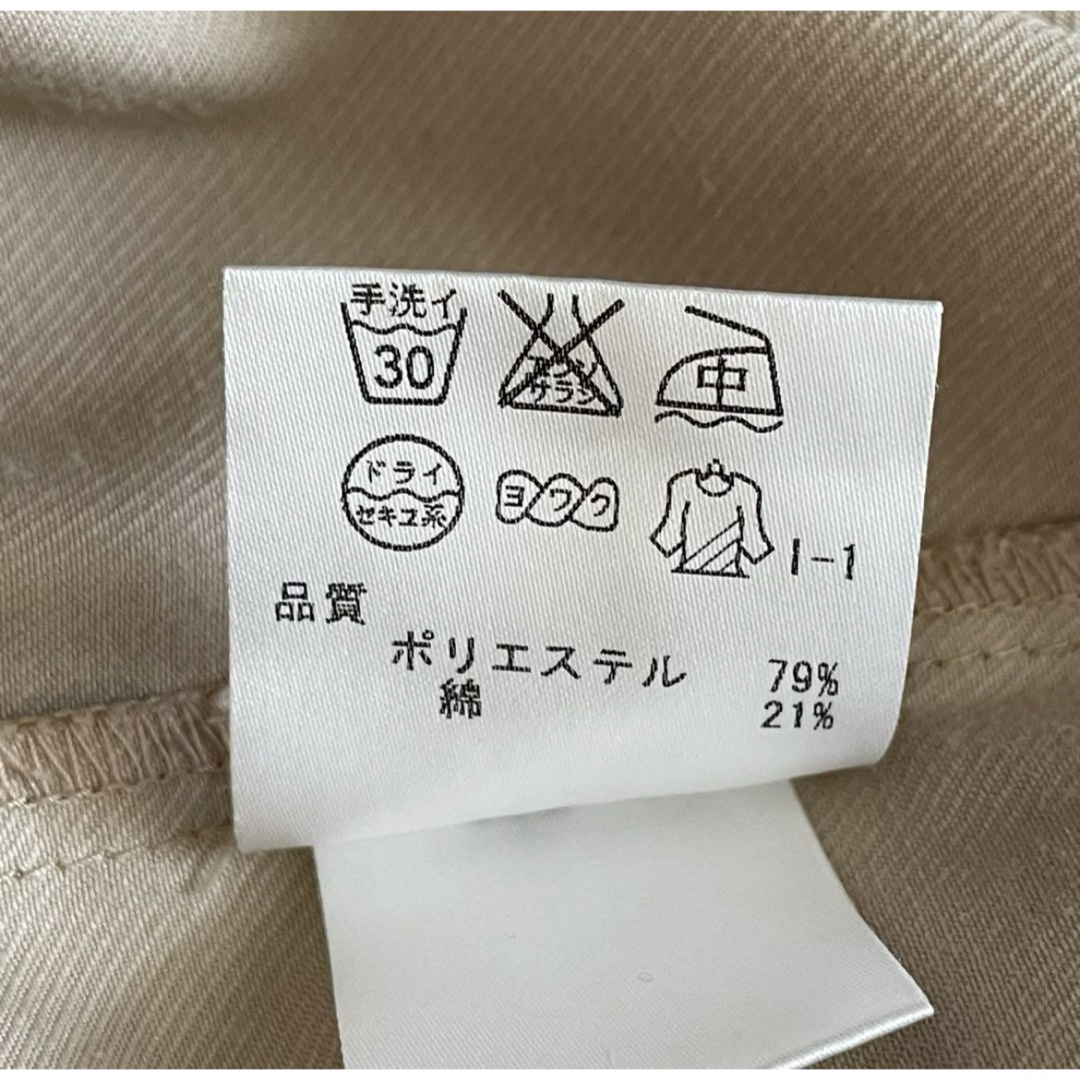 手洗イ
30
エンソ
サラシ
中
ドライ
セキユ系
ヨワク
I-1
品質
ポリエステル 79%
綿 21%